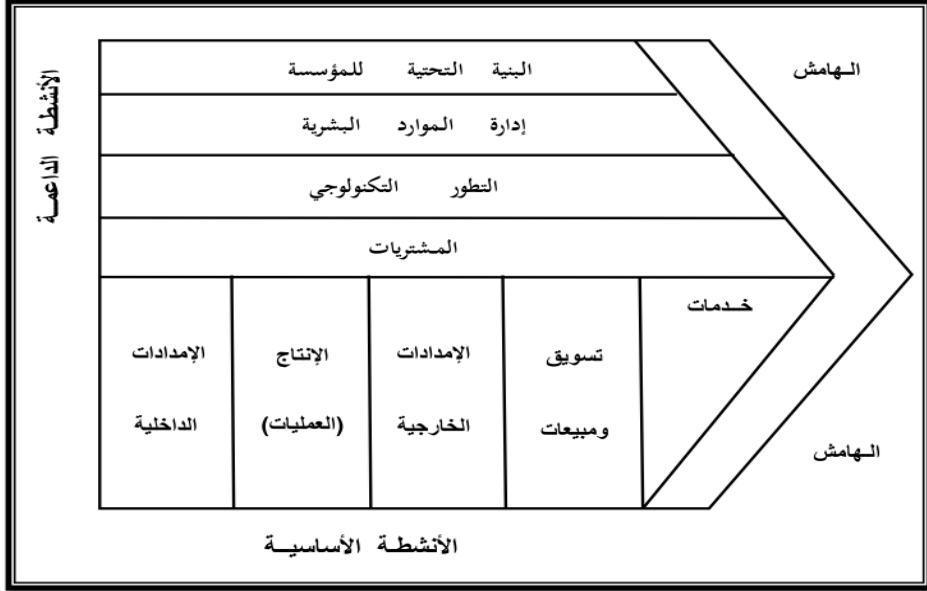 الأنشطة الداعمة
البنية التحتية للمؤسسة
إدارة الموارد البشرية
التطور التكنولوجي
المشتريات
الإمدادات
الداخلية
الإنتاج
(العمليات)
الإمدادات
الخارجية
تسويق
ومبيعات
خدمات
الهامش
الهامش
الأنشطة الأساسية